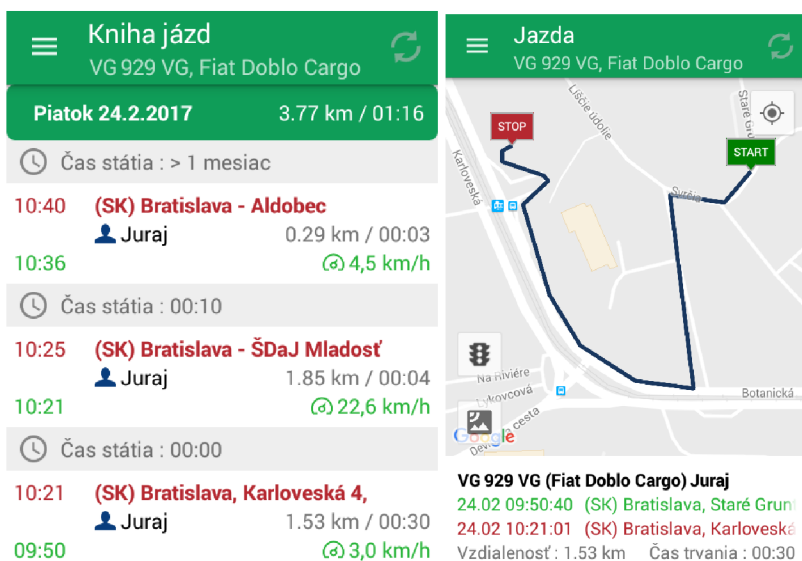 Kniha jázd
VG 929 VG, Fiat Doblo Cargo
Piatok 24.2.2017 3.77 km / 01:16
Čas státia : > 1 mesiac
10:40 (SK) Bratislava - Aldobec
Juraj 0.29 km / 00:03
10:36 4,5 km/h
Čas státia : 00:10
10:25 (SK) Bratislava - ŠDaJ Mladosť
Juraj 1.85 km / 00:04
10:21 22,6 km/h
Čas státia : 00:00
10:21 (SK) Bratislava, Karloveská 4,
Juraj 1.53 km / 00:30
09:50 3,0 km/h
Jazda
VG 929 VG, Fiat Doblo Cargo
Líščie údolie
Staré Gru
STOP
START
Karloveská
Svrčia
Na Riviére
Lykovcová
Botanická
cesta
Google
VG 929 VG (Fiat Doblo Cargo) Juraj
24.02 09:50:40 (SK) Bratislava, Staré Grun
24.02 10:21:01 (SK) Bratislava, Karloveská
Vzdialenosť : 1.53 km Čas trvania : 00:30